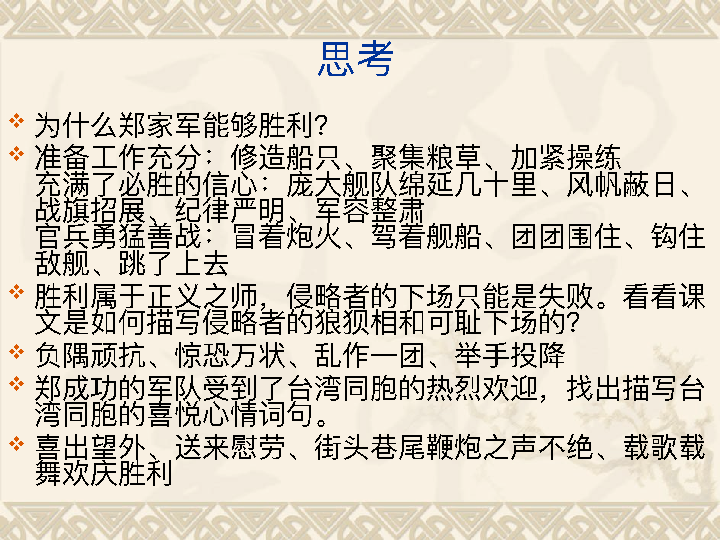 思考
为什么郑家军能够胜利?
准备工作充分：修造船只、聚集粮草、加紧操练
充满了必胜的信心：庞大舰队绵延几十里、风帆蔽日、
战旗招展、纪律严明、军容整肃
官兵勇猛善战：冒着炮火、驾着舰船、团团围住、钩住
敌舰、跳了上去
胜利属于正义之师，侵略者的下场只能是失败。看看课
文是如何描写侵略者的狼狈相和可耻下场的?
负隅顽抗、惊恐万状、乱作一团、举手投降
郑成功的军队受到了台湾同胞的热烈欢迎，找出描写台
湾同胞的喜悦心情词句。
喜出望外、送来慰劳、街头巷尾鞭炮之声不绝、载歌载
舞欢庆胜利